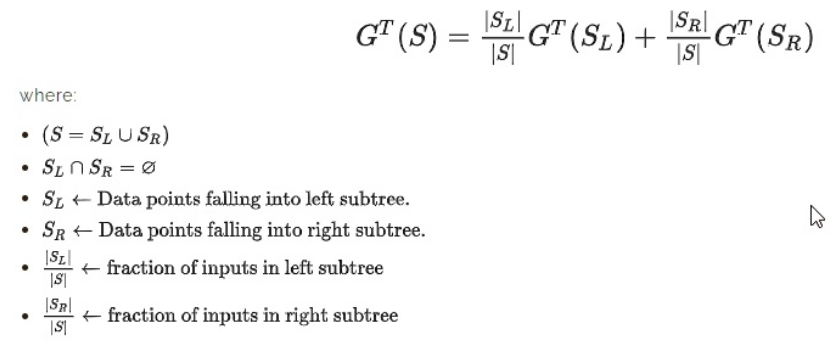 $G^T(S) = \frac{|S_L|}{|S|} G^T(S_L) + \frac{|S_R|}{|S|} G^T(S_R)$
where:
• $(S = S_L \cup S_R)$
• $S_L \cap S_R = \varnothing$
• $S_L \leftarrow$ Data points falling into left subtree.
• $S_R \leftarrow$ Data points falling into right subtree.
• $\frac{|S_L|}{|S|} \leftarrow$ fraction of inputs in left subtree
• $\frac{|S_R|}{|S|} \leftarrow$ fraction of inputs in right subtree